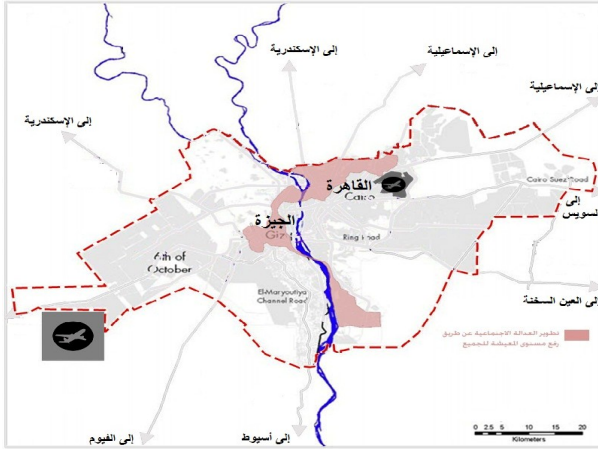 إلى الإسكندرية
إلى الإسماعيلية
إلى الإسماعيلية
إلى الإسكندرية
القاهرة
Cairo
Cairo Suez Road
إلى
السويس
الجيزة
Giza
Ring Road
6th of
October
El-Maryoutiya
Channel Road
إلى العين السخنة
تطوير العدالة الاجتماعية عن طريق
رفع مستوى المعيشة للجميع
0 2.5 5 10 15 20
Kilometers
إلى الفيوم
إلى أسيوط